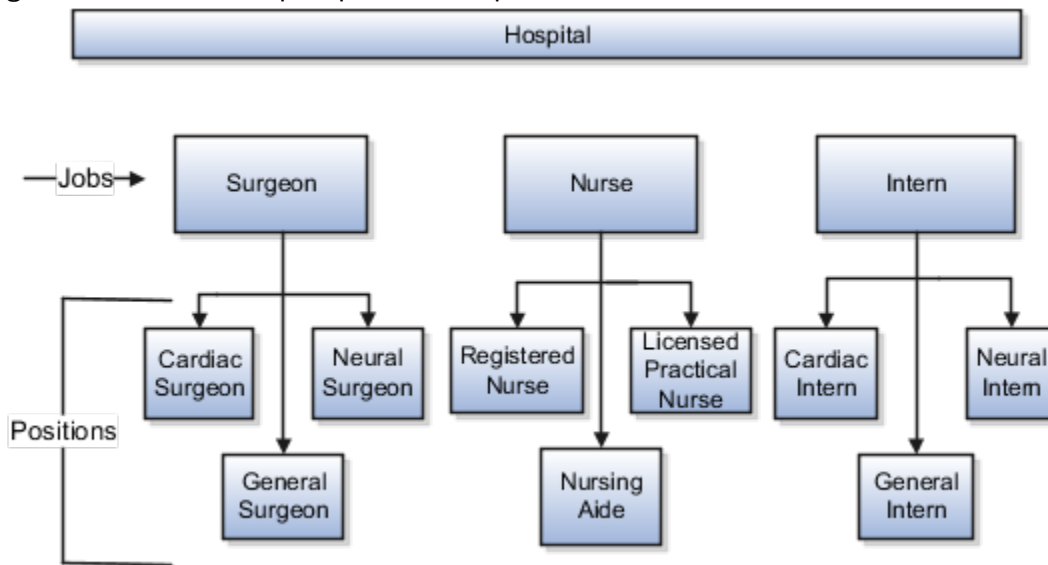 Hospital
Jobs
Surgeon
Nurse
Intern
Cardiac
Surgeon
Neural
Surgeon
Registered
Nurse
Licensed
Practical
Nurse
Cardiac
Intern
Neural
Intern
Positions
General
Surgeon
Nursing
Aide
General
Intern